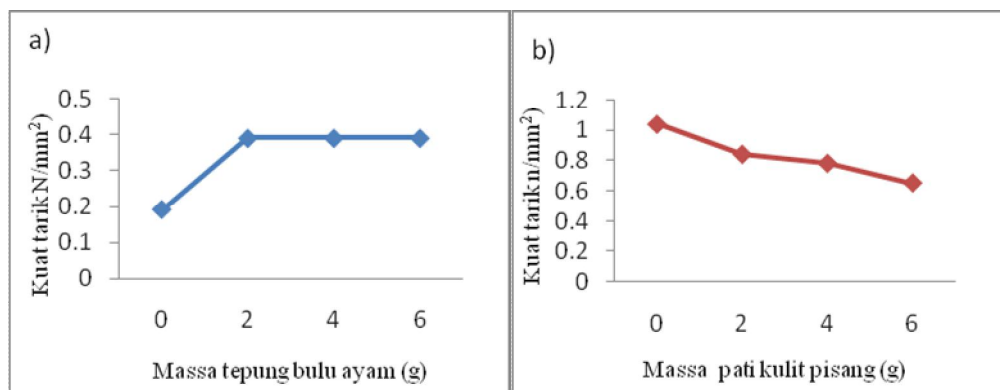 a)
Kuat tarik N/mm²
0.5
0.4
0.3
0.2
0.1
0
0 2 4 6
Massa tepung bulu ayam (g)
b)
Kuat tarik n/mm²
1.2
1
0.8
0.6
0.4
0.2
0
0 2 4 6
Massa pati kulit pisang (g)